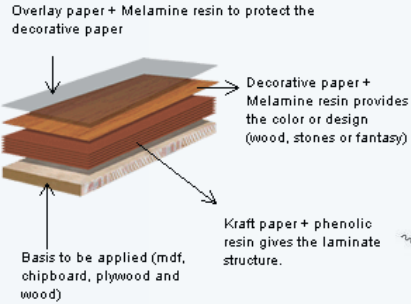 Overlay paper + Melamine resin to protect the
decorative paper
Decorative paper +
Melamine resin provides
the color or design
(wood, stones or fantasy)
Kraft paper + phenolic
resin gives the laminate
structure.
Basis to be applied (mdf,
chipboard, plywood and
wood)